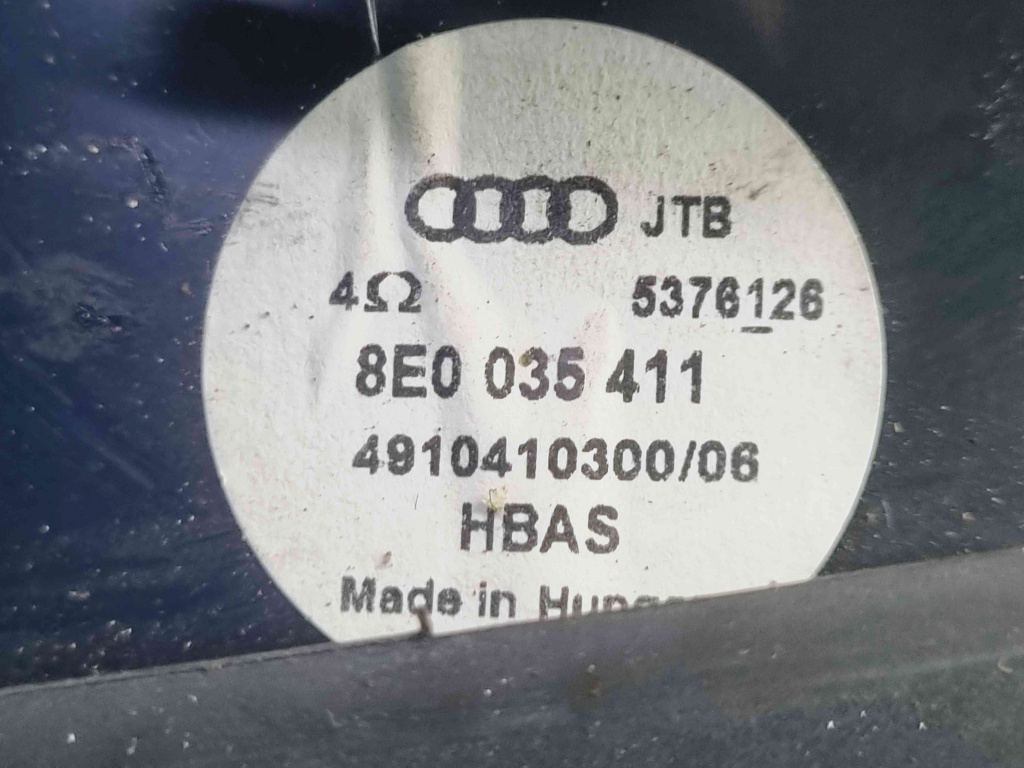 JTB
4Ω 5376126
8E0 035 411
4910410300/06
HBAS
Made in